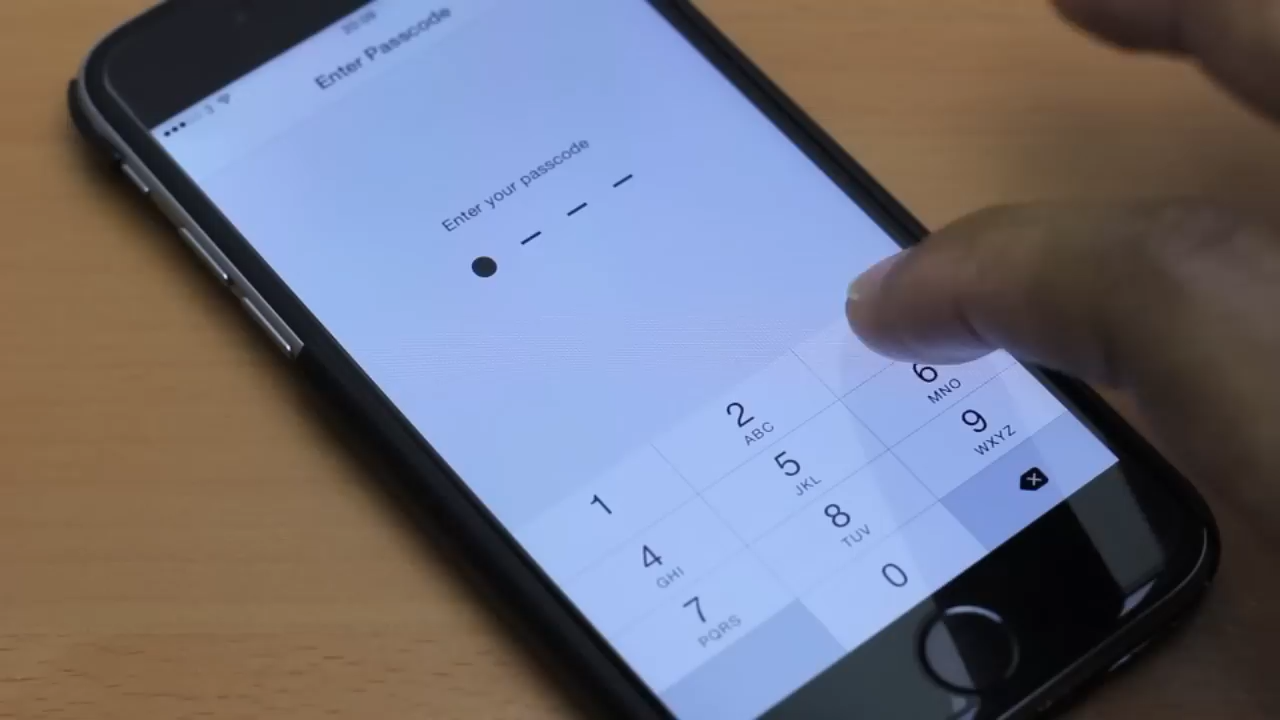 Enter Passcode
Enter your passcode
1
2
ABC
4
GHI
5
JKL
6
MNO
7
PQRS
8
TUV
9
WXYZ
0